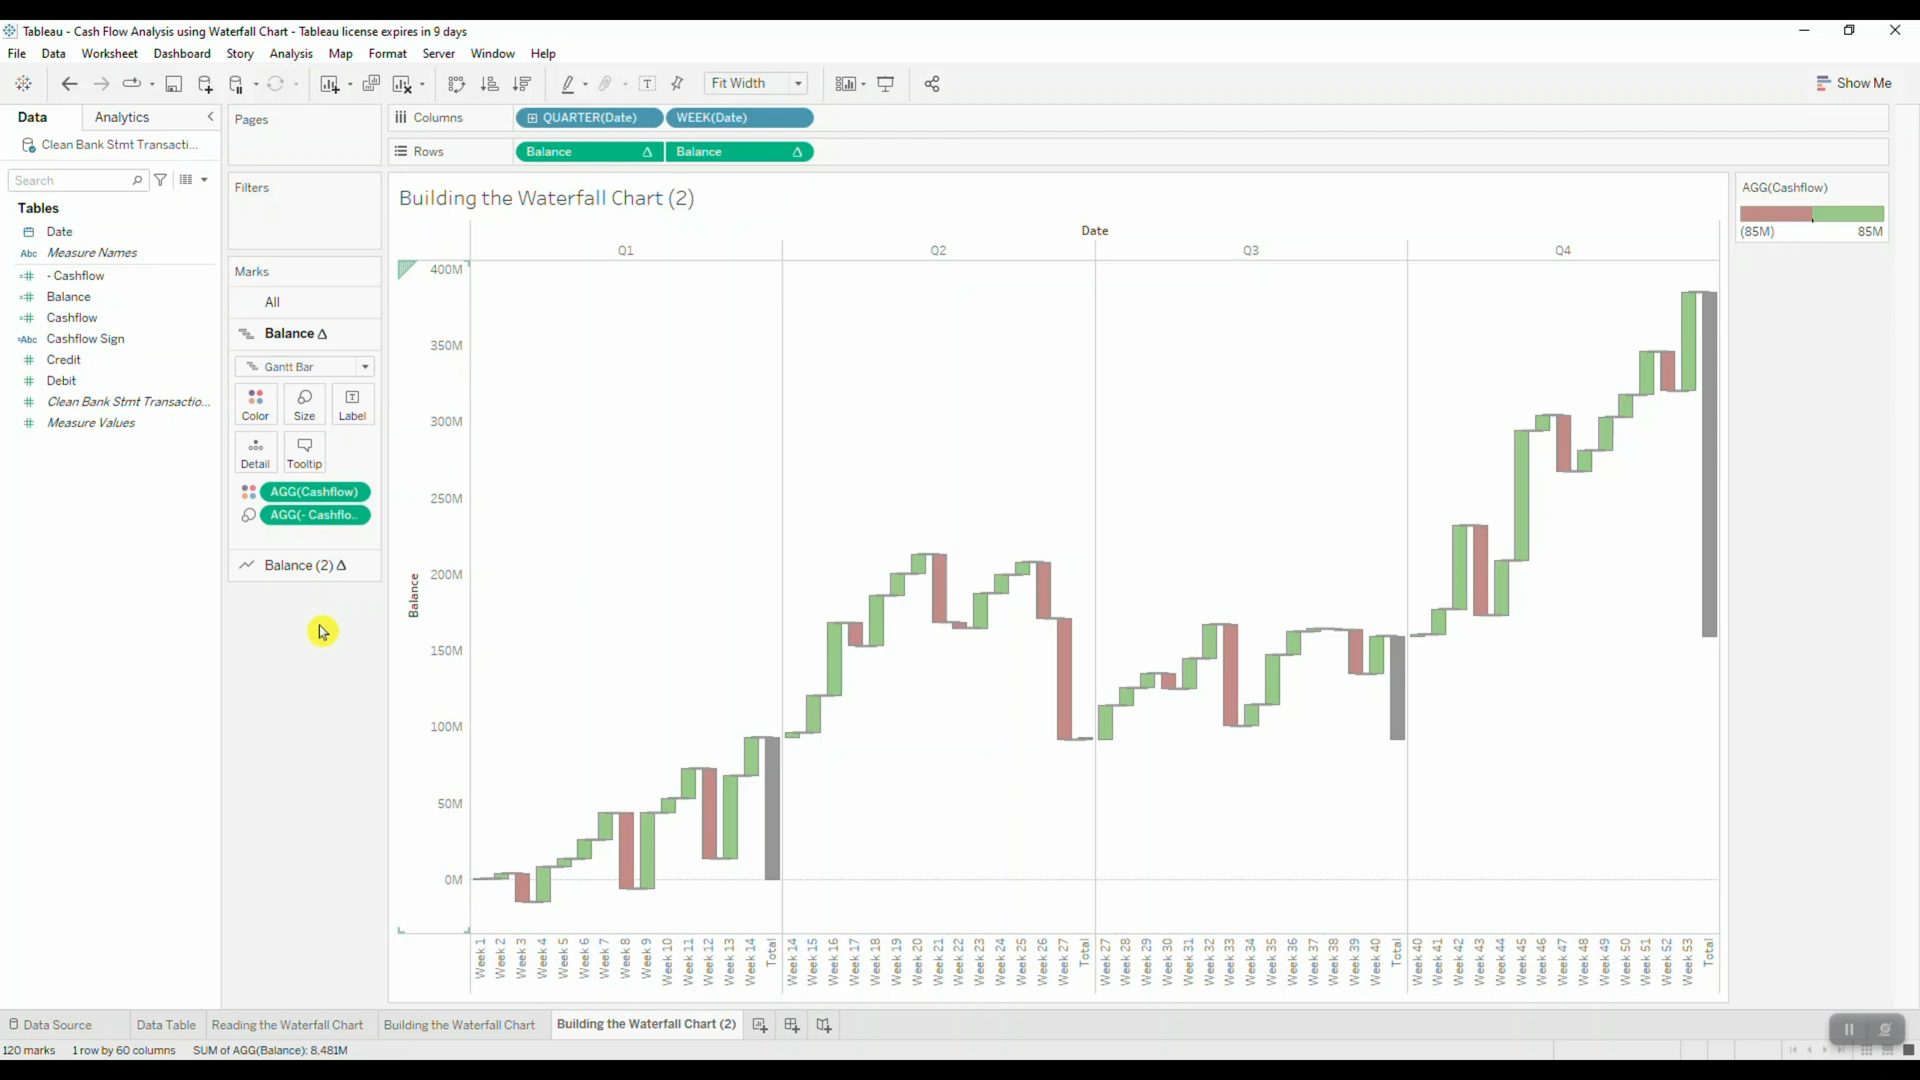 Tableau - Cash Flow Analysis using Waterfall Chart - Tableau license expires in 9 days
File Data Worksheet Dashboard Story Analysis Map Format Server Window Help
Fit Width
Show Me
Data Analytics
Pages
Columns QUARTER(Date) WEEK(Date)
Clean Bank Stmt Transacti...
Rows Balance Δ Balance Δ
Search
Filters
AGG(Cashflow)
(85M) 85M
Tables
Date
Abc Measure Names
- Cashflow
Balance
Cashflow
Abc Cashflow Sign
Credit
Debit
Clean Bank Stmt Transactio...
Measure Values
Marks
All
Balance Δ
Gantt Bar
Color Size Label
Detail Tooltip
AGG(Cashflow)
AGG(- Cashflo..
Balance (2) Δ
Building the Waterfall Chart (2)
Date
Q1 Q2 Q3 Q4
400M
350M
300M
250M
200M
150M
100M
50M
0M
Balance
Week 1
Week 2
Week 3
Week 4
Week 5
Week 6
Week 7
Week 8
Week 9
Week 10
Week 11
Week 12
Week 13
Week 14
Total
Week 14
Week 15
Week 16
Week 17
Week 18
Week 19
Week 20
Week 21
Week 22
Week 23
Week 24
Week 25
Week 26
Week 27
Total
Week 27
Week 28
Week 29
Week 30
Week 31
Week 32
Week 33
Week 34
Week 35
Week 36
Week 37
Week 38
Week 39
Week 40
Total
Week 40
Week 41
Week 42
Week 43
Week 44
Week 45
Week 46
Week 47
Week 48
Week 49
Week 50
Week 51
Week 52
Week 53
Total
Data Source Data Table Reading the Waterfall Chart Building the Waterfall Chart Building the Waterfall Chart (2)
120 marks 1 row by 60 columns SUM of AGG(Balance): 8,481M